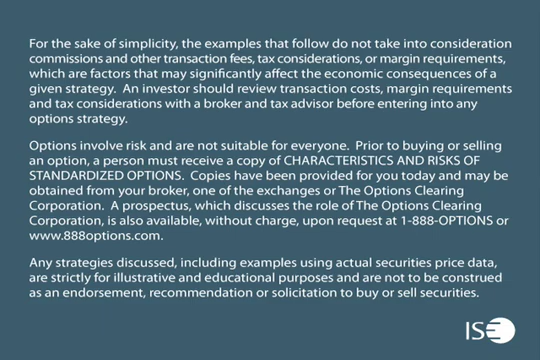 For the sake of simplicity, the examples that follow do not take into consideration
commissions and other transaction fees, tax considerations, or margin requirements,
which are factors that may significantly affect the economic consequences of a
given strategy.  An investor should review transaction costs, margin requirements
and tax considerations with a broker and tax advisor before entering into any
options strategy.
Options involve risk and are not suitable for everyone.  Prior to buying or selling
an option, a person must receive a copy of CHARACTERISTICS AND RISKS OF
STANDARDIZED OPTIONS.  Copies have been provided for you today and may be
obtained from your broker, one of the exchanges or The Options Clearing
Corporation.  A prospectus, which discusses the role of The Options Clearing
Corporation, is also available, without charge, upon request at 1-888-OPTIONS or
www.888options.com.
Any strategies discussed, including examples using actual securities price data,
are strictly for illustrative and educational purposes and are not to be construed
as an endorsement, recommendation or solicitation to buy or sell securities.
ISE